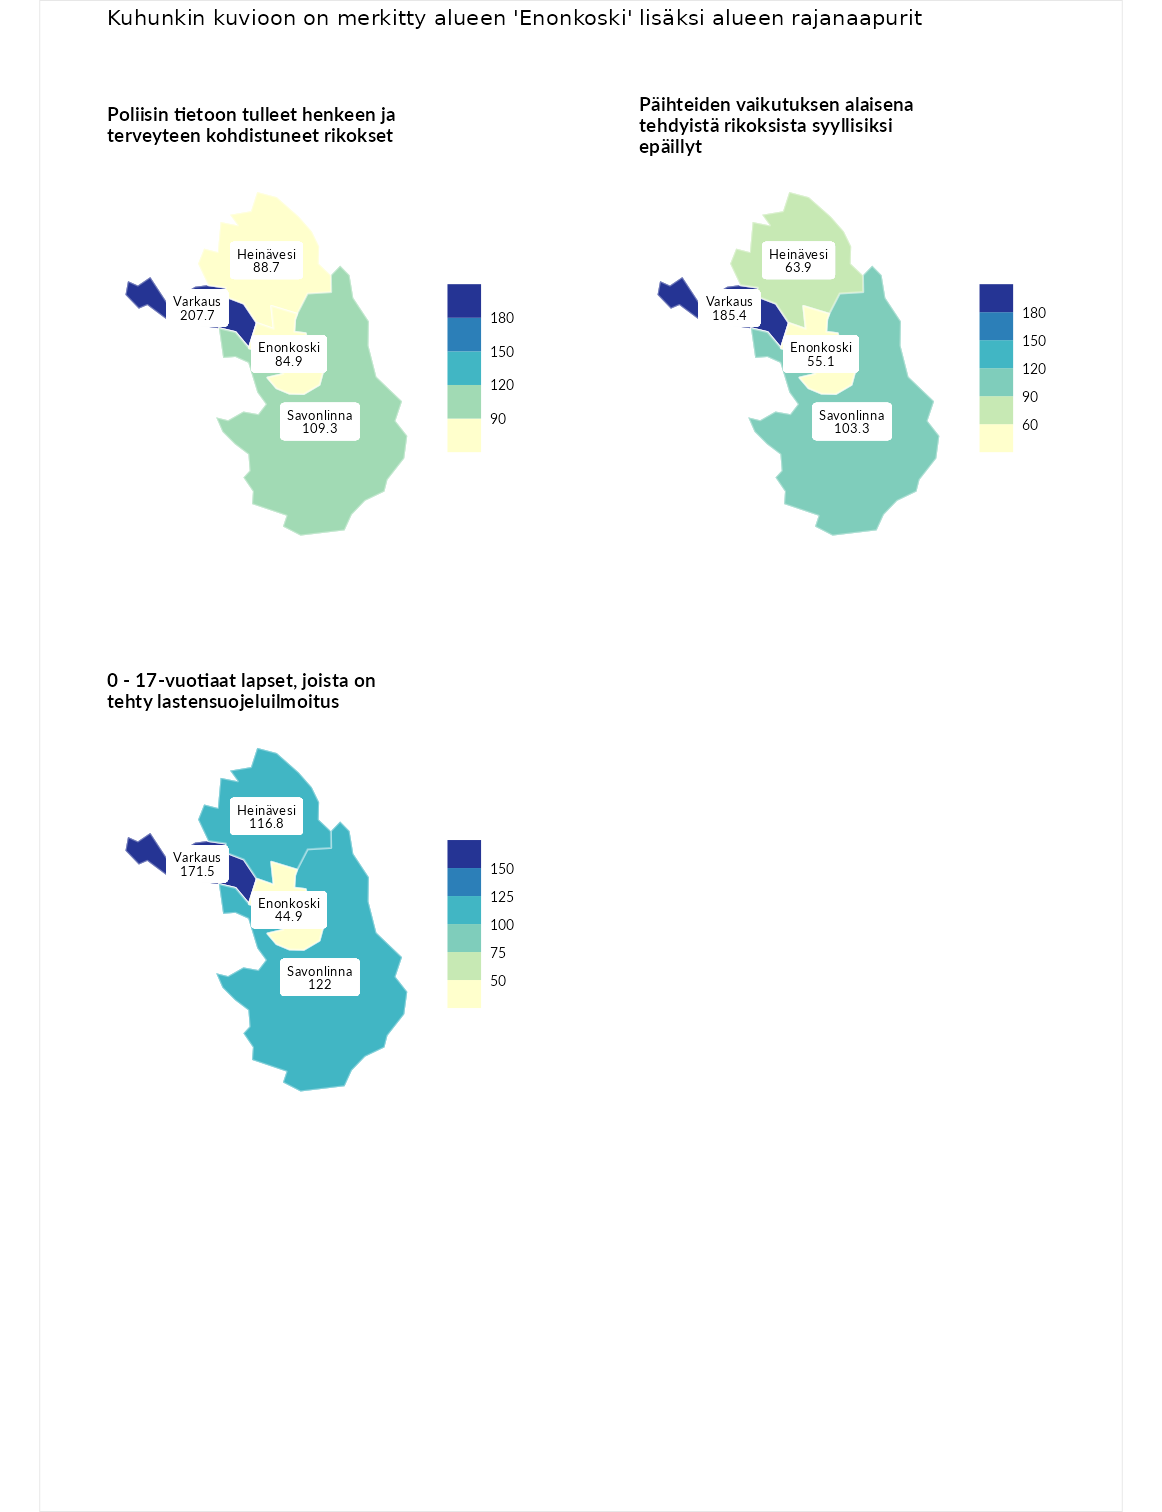 Kuhunkin kuvioon on merkitty alueen 'Enonkoski' lisäksi alueen rajanaapurit
Poliisin tietoon tulleet henkeen ja
terveyteen kohdistuneet rikokset
Heinävesi
88.7
Varkaus
207.7
Enonkoski
84.9
Savonlinna
109.3
180
150
120
90
Päihteiden vaikutuksen alaisena
tehdyistä rikoksista syyllisiksi
epäillyt
Heinävesi
63.9
Varkaus
185.4
Enonkoski
55.1
Savonlinna
103.3
180
150
120
90
60
0 - 17-vuotiaat lapset, joista on
tehty lastensuojeluilmoitus
Heinävesi
116.8
Varkaus
171.5
Enonkoski
44.9
Savonlinna
122
150
125
100
75
50